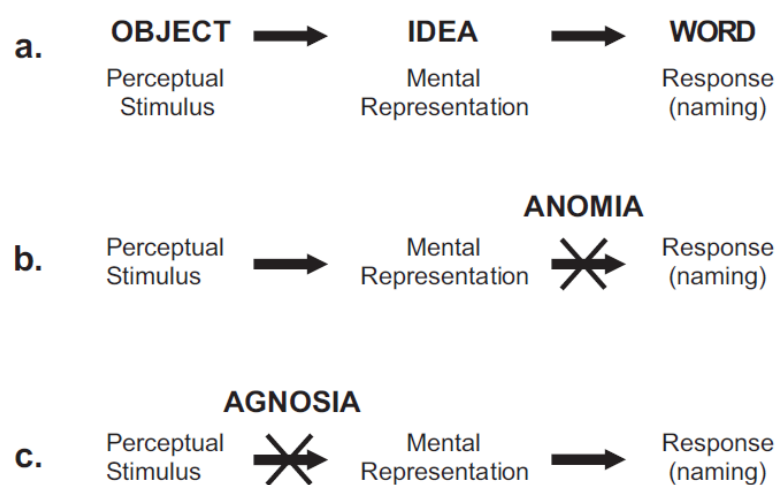 a. OBJECT IDEA WORD
Perceptual Mental Response
Stimulus Representation (naming)
ANOMIA
b. Perceptual Mental Response
Stimulus Representation (naming)
AGNOSIA
c. Perceptual Mental Response
Stimulus Representation (naming)